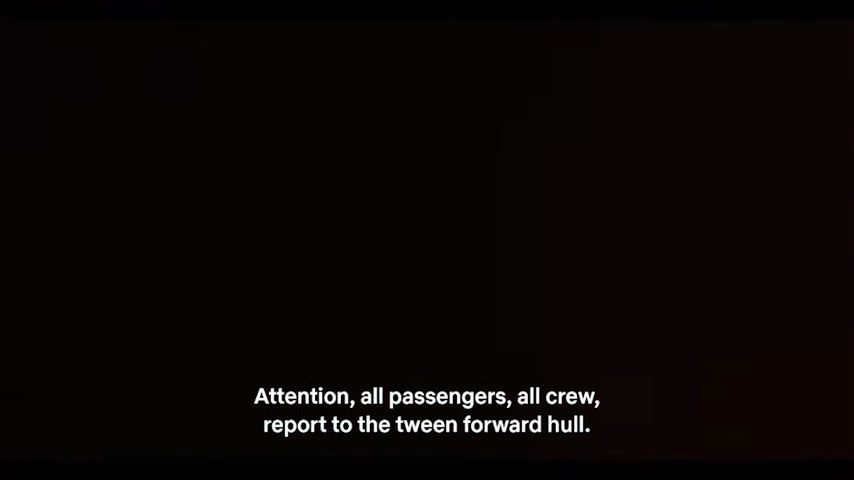 Attention, all passengers, all crew,
report to the tween forward hull.